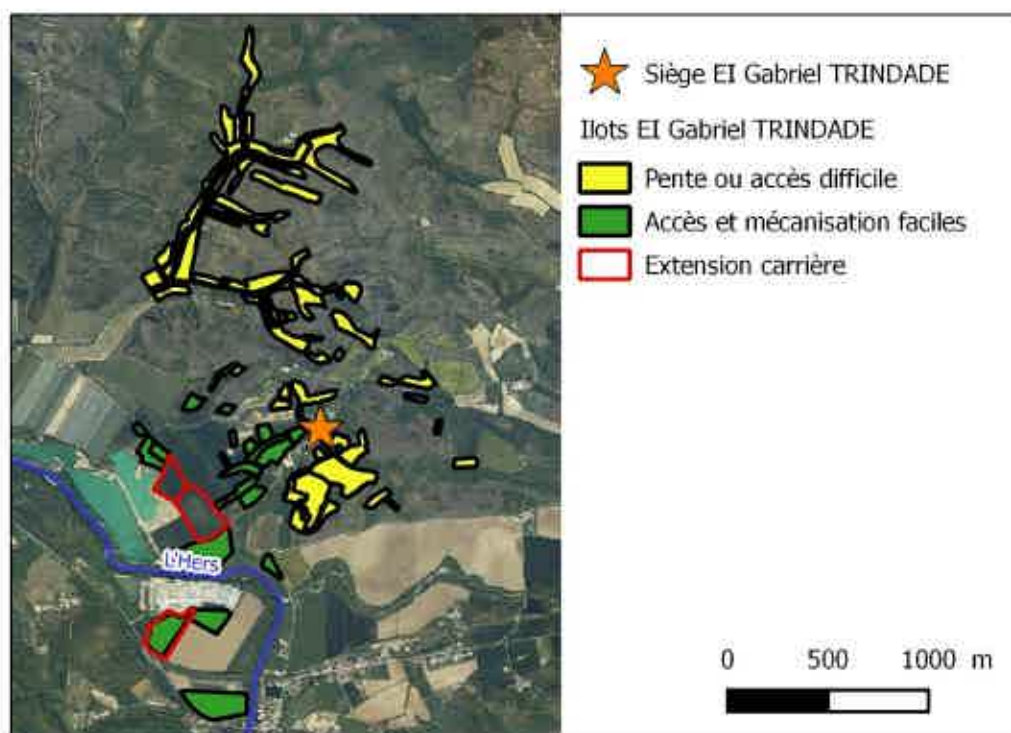 Siège EI Gabriel TRINDADE
Ilots EI Gabriel TRINDADE
Pente ou accès difficile
Accès et mécanisation faciles
Extension carrière
L'Hers
0 500 1000 m